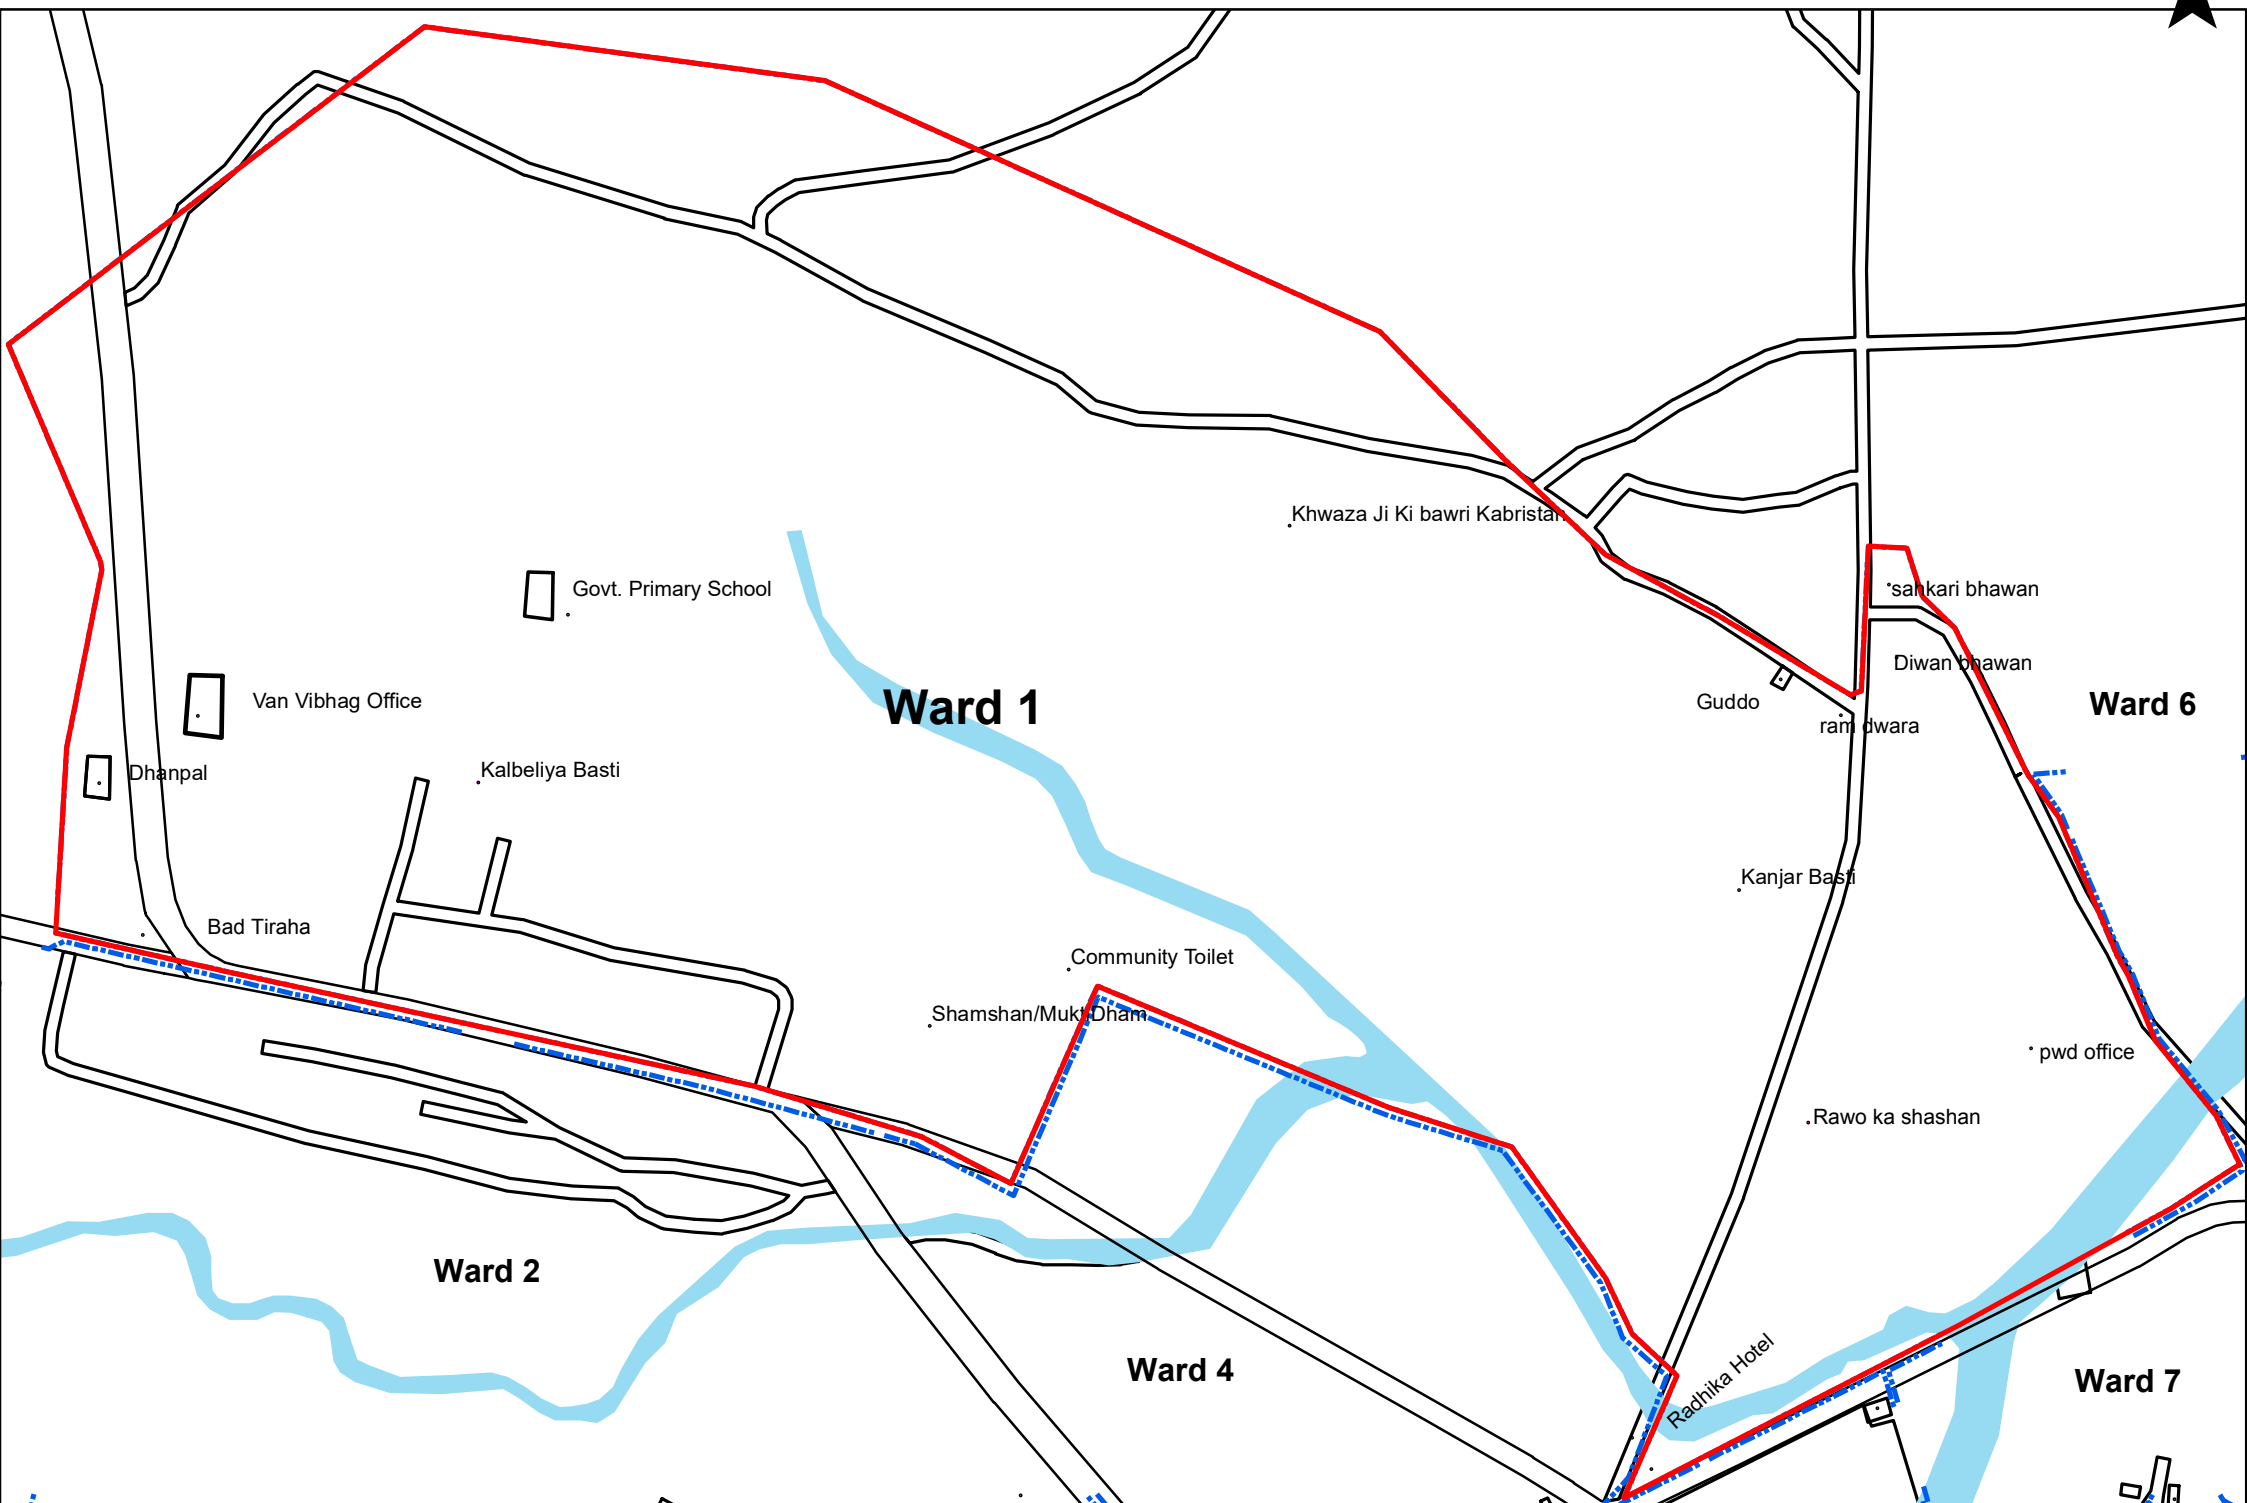 Khwaza Ji Ki bawri Kabristan
Govt. Primary School
sahkari bhawan
Diwan bhawan
Van Vibhag Office
Ward 1
Guddo
Ward 6
ram dwara
Dhanpal
Kalbeliya Basti
Kanjar Basti
Bad Tiraha
Community Toilet
Shamshan/Mukt Dham
pwd office
Rawo ka shashan
Ward 2
Ward 4
Radhika Hotel
Ward 7